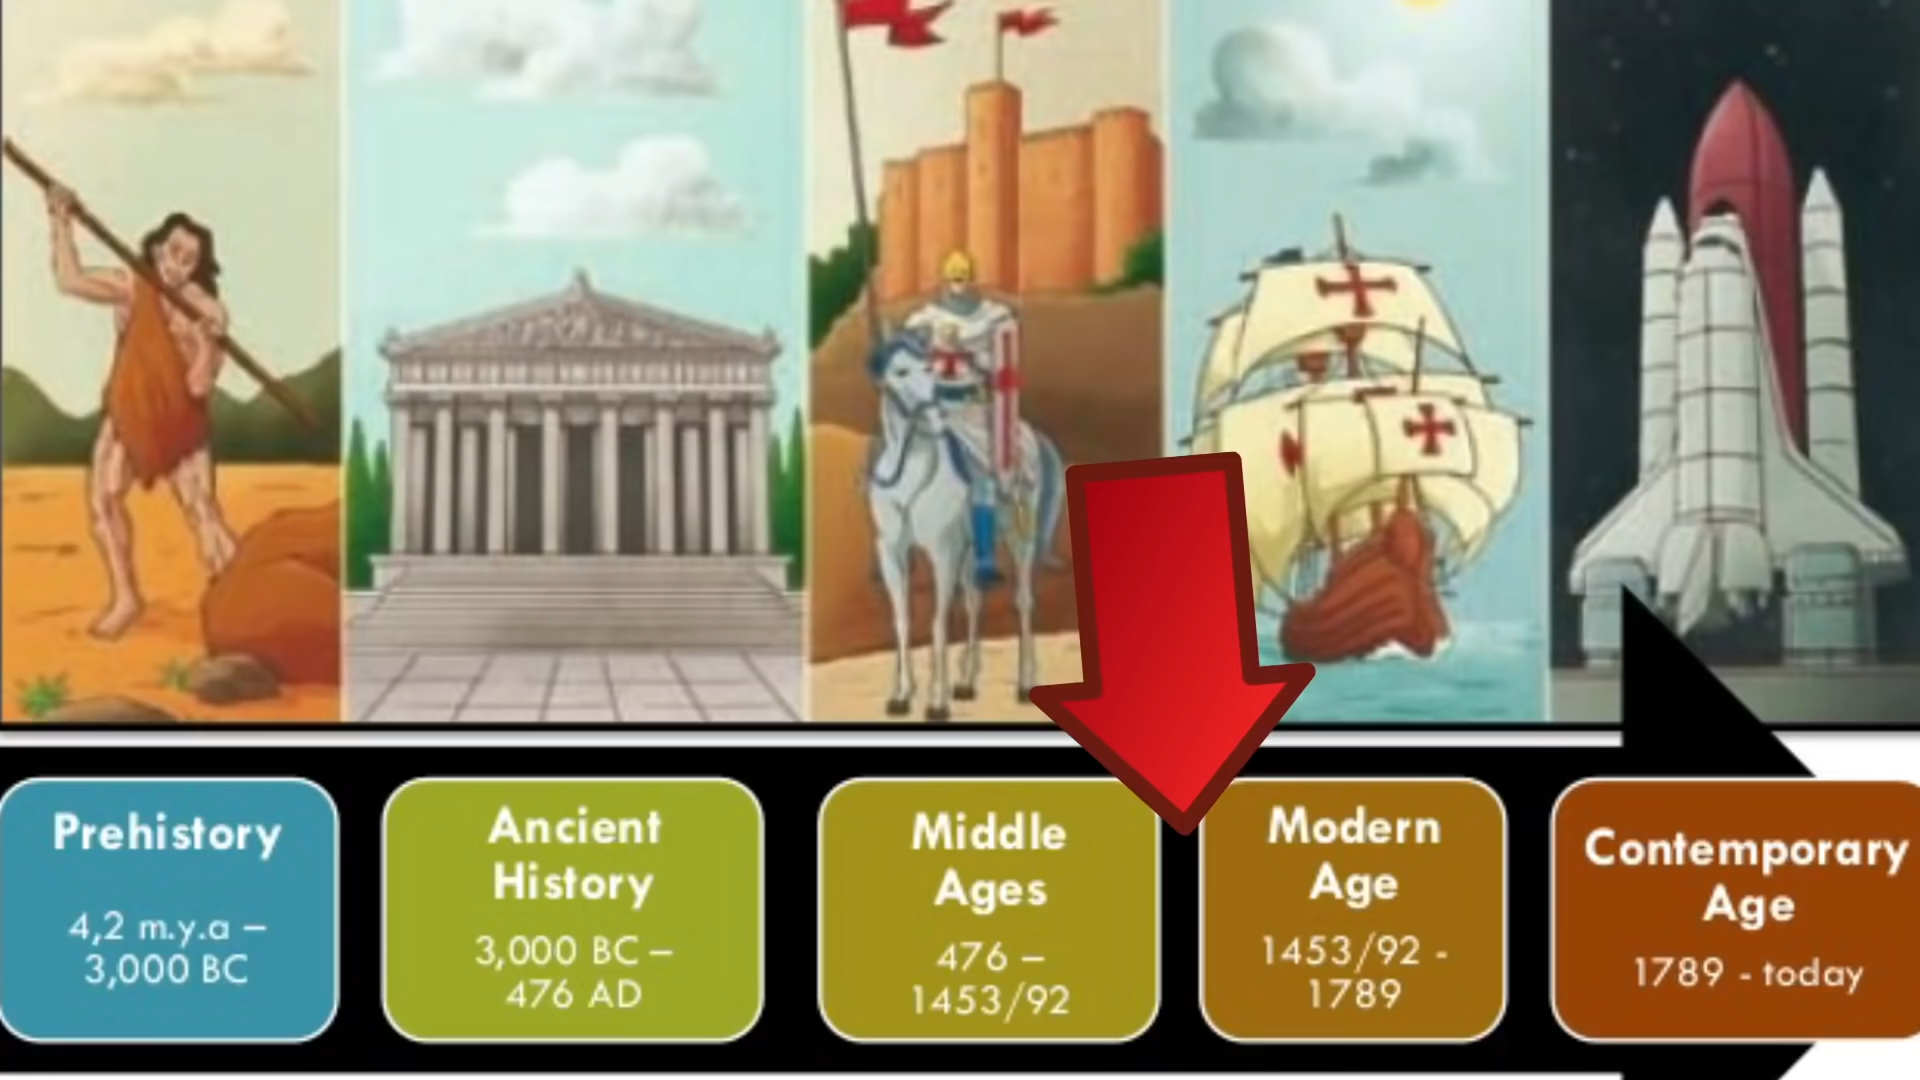 Prehistory
4,2 m.y.a –
3,000 BC
Ancient
History
3,000 BC –
476 AD
Middle
Ages
476 –
1453/92
Modern
Age
1453/92 -
1789
Contemporary
Age
1789 - today